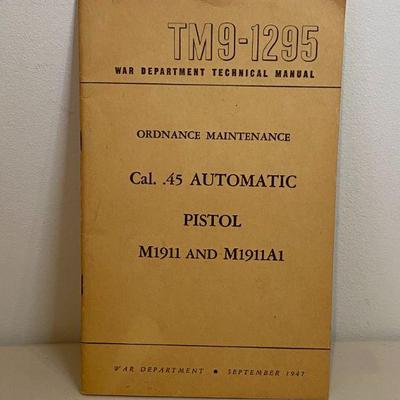 TM9-1295
WAR DEPARTMENT TECHNICAL MANUAL
ORDNANCE MAINTENANCE
Cal. .45 AUTOMATIC
PISTOL
M1911 AND M1911A1
WAR DEPARTMENT • SEPTEMBER 1947